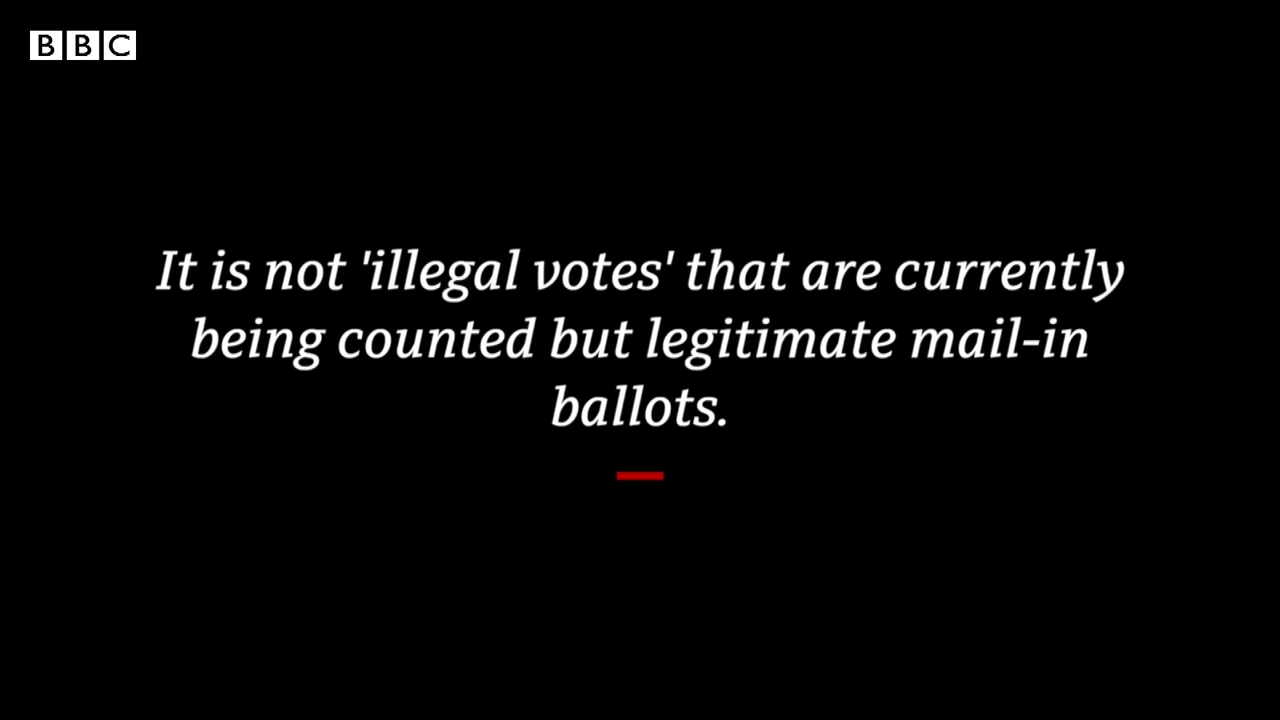 BBC
It is not 'illegal votes' that are currently
being counted but legitimate mail-in
ballots.